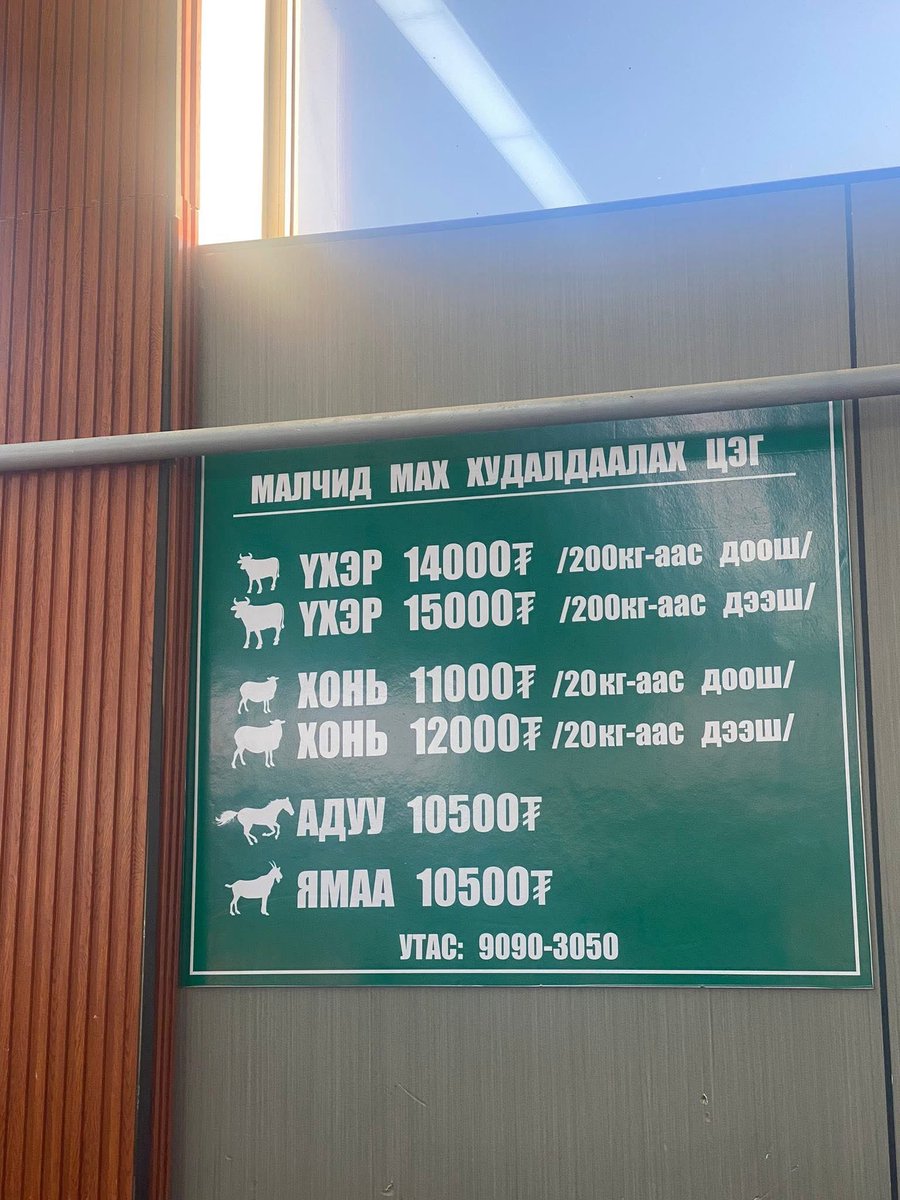 МАЛЧИД МАХ ХУДАЛДААЛАХ ЦЭГ
ҮХЭР 14000₮ /200кг-аас доош/
ҮХЭР 15000₮ /200кг-аас дээш/
ХОНЬ 11000₮ /20кг-аас доош/
ХОНЬ 12000₮ /20кг-аас дээш/
АДУУ 10500₮
ЯМАА 10500₮
УТАС: 9090-3050